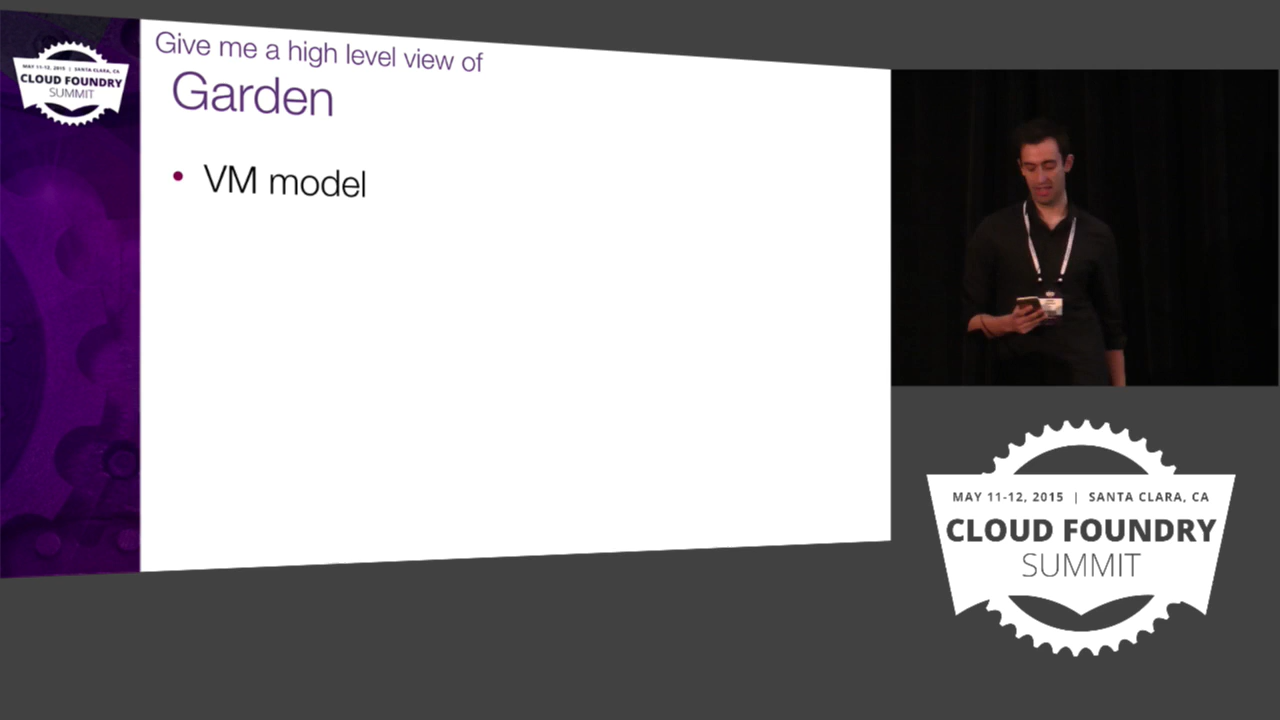 MAY 11-12, 2015 | SANTA CLARA, CA
CLOUD FOUNDRY
SUMMIT
Give me a high level view of
Garden
• VM model
MAY 11-12, 2015 | SANTA CLARA, CA
CLOUD FOUNDRY
SUMMIT